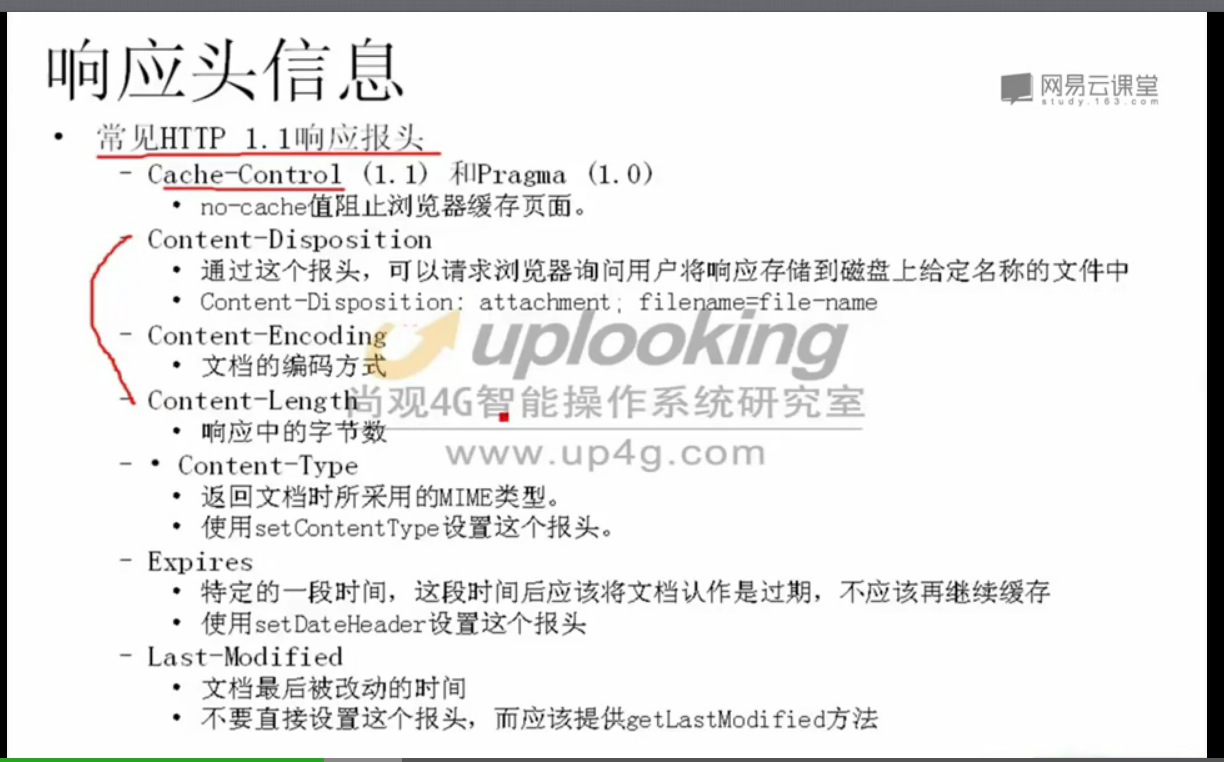 响应头信息
网易云课堂
study.163.com
• 常见HTTP 1.1响应报头
– Cache-Control (1.1) 和Pragma (1.0)
• no-cache值阻止浏览器缓存页面。
– Content-Disposition
• 通过这个报头，可以请求浏览器询问用户将响应存储到磁盘上给定名称的文件中
• Content-Disposition: attachment; filename=file-name
– Content-Encoding
uplooking
• 文档的编码方式
– Content-Length
尚观4G智能操作系统研究室
• 响应中的字节数
www.up4g.com
– • Content-Type
• 返回文档时所采用的MIME类型。
• 使用setContentType设置这个报头。
– Expires
• 特定的一段时间，这段时间后应该将文档认作是过期，不应该再继续缓存
• 使用setDateHeader设置这个报头
– Last-Modified
• 文档最后被改动的时间
• 不要直接设置这个报头，而应该提供getLastModified方法